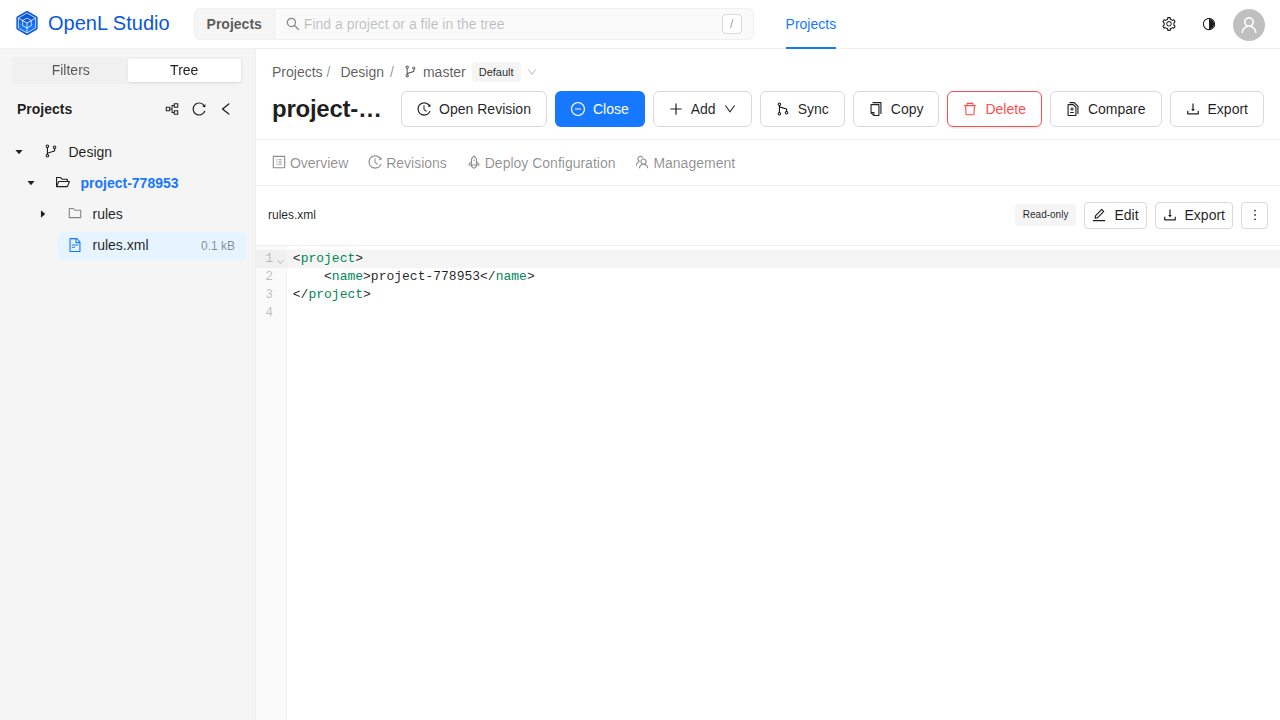 OpenL Studio
Projects
Find a project or a file in the tree
/
Projects
Filters
Tree
Projects
Design
project-778953
rules
rules.xml
0.1 kB
Projects / Design / master Default
project-...
Open Revision
Close
Add
Sync
Copy
Delete
Compare
Export
Overview
Revisions
Deploy Configuration
Management
rules.xml
Read-only
Edit
Export
1 <project>
2     <name>project-778953</name>
3 </project>
4